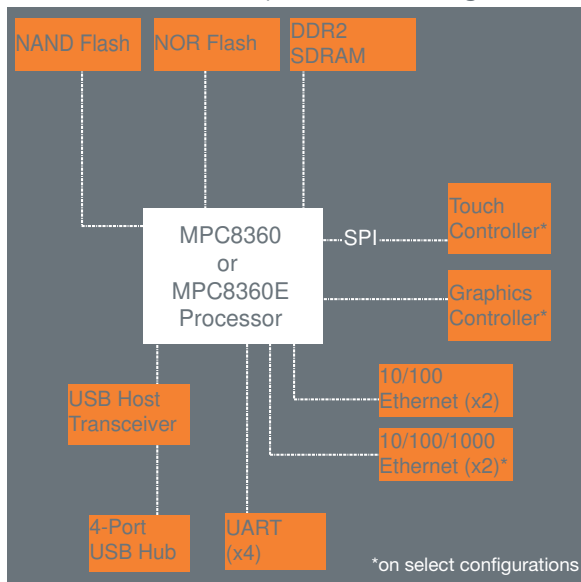 NAND Flash
NOR Flash
DDR2
SDRAM
MPC8360
or
MPC8360E
Processor
SPI
Touch
Controller*
Graphics
Controller*
10/100
Ethernet (x2)
10/100/1000
Ethernet (x2)*
USB Host
Transceiver
4-Port
USB Hub
UART
(x4)
*on select configurations